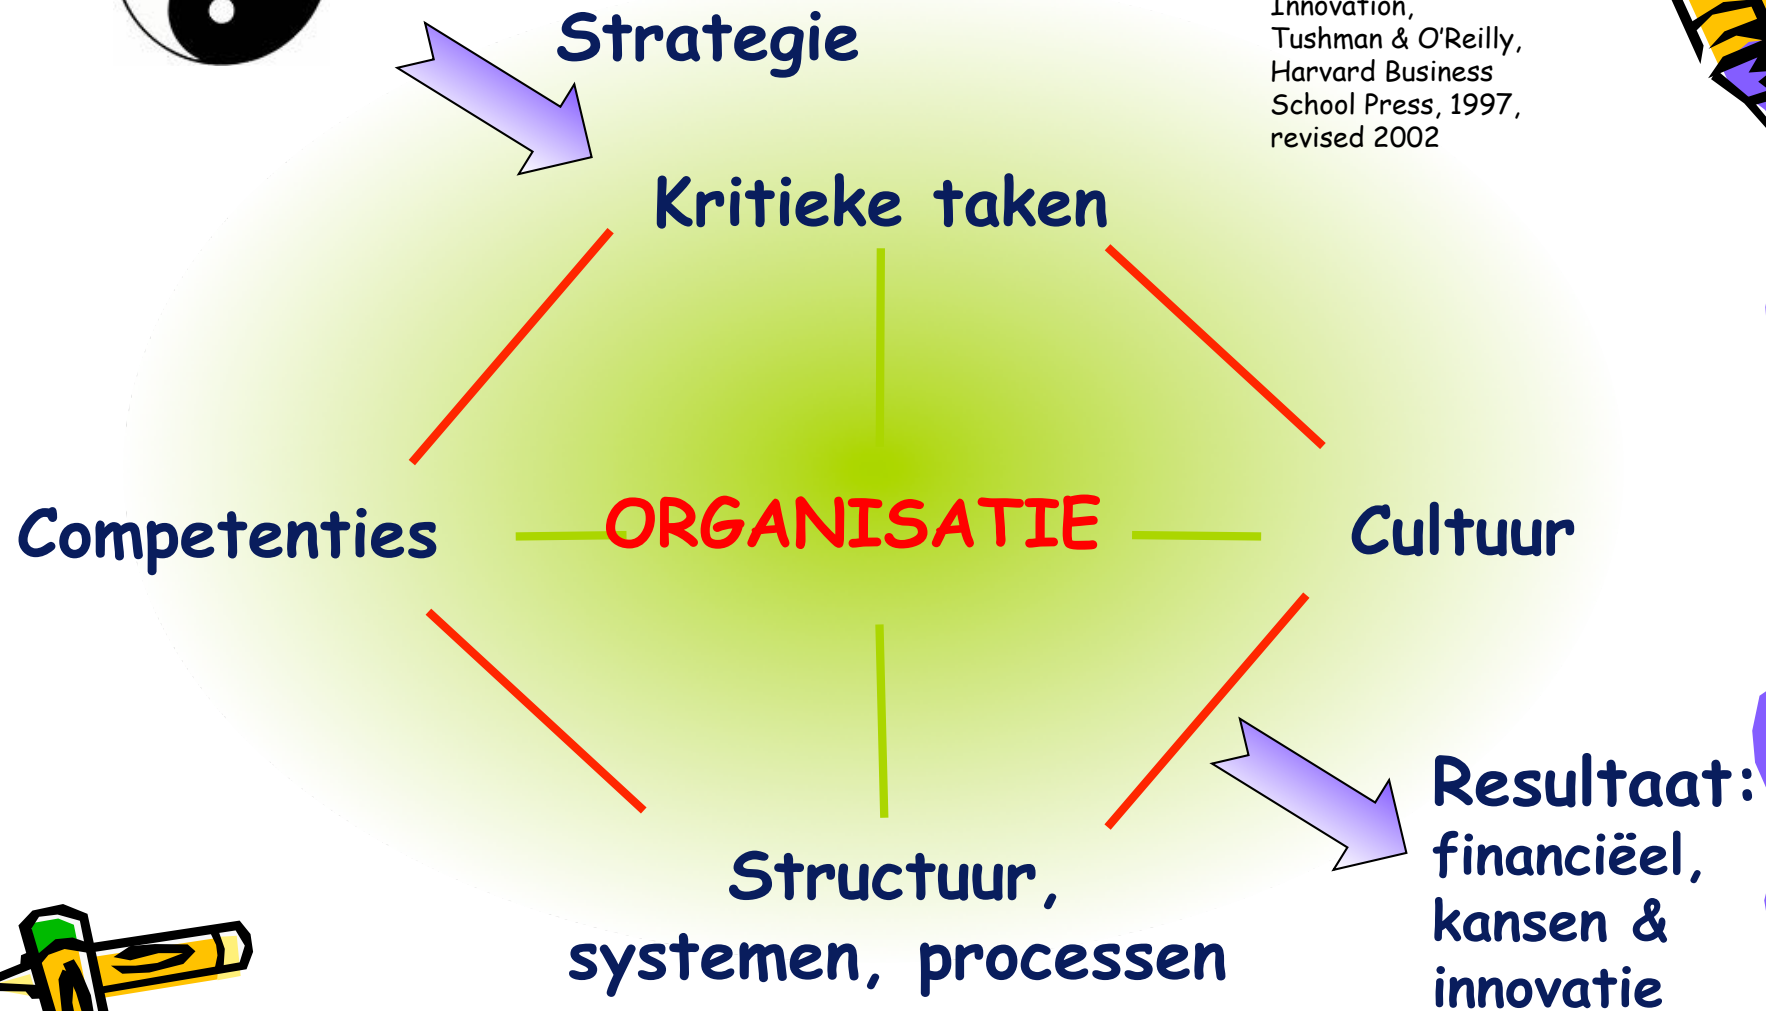 Strategie
Innovation,
Tushman & O'Reilly,
Harvard Business
School Press, 1997,
revised 2002
Kritieke taken
Competenties
ORGANISATIE
Cultuur
Structuur,
systemen, processen
Resultaat:
financiëel,
kansen &
innovatie